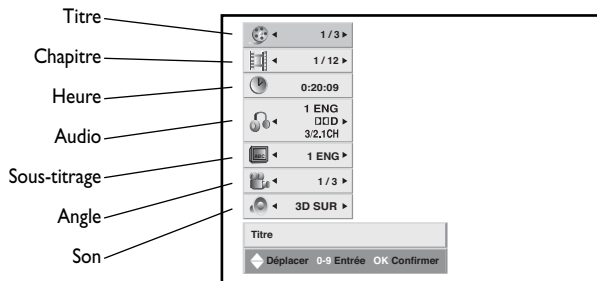 Titre
1/3
Chapitre
1/12
Heure
0:20:09
Audio
1 ENG
D
3/2.1CH
Sous-titrage
ABC
1 ENG
Angle
1/3
Son
3D SUR
Titre
Déplacer 0-9 Entrée OK Confirmer